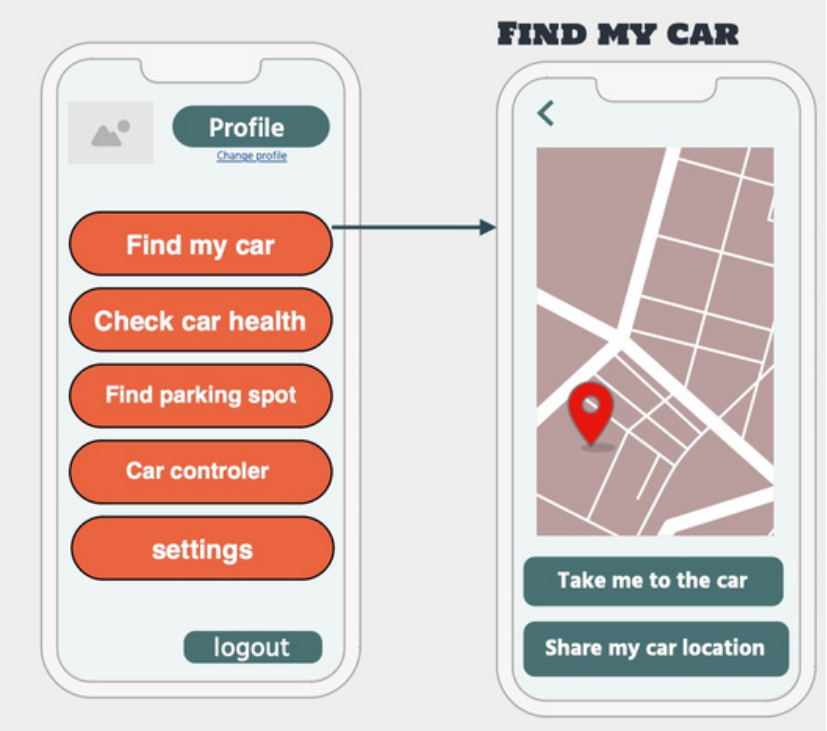 FIND MY CAR
Profile
Change profile
Find my car
Check car health
Find parking spot
Car controler
settings
logout
Take me to the car
Share my car location